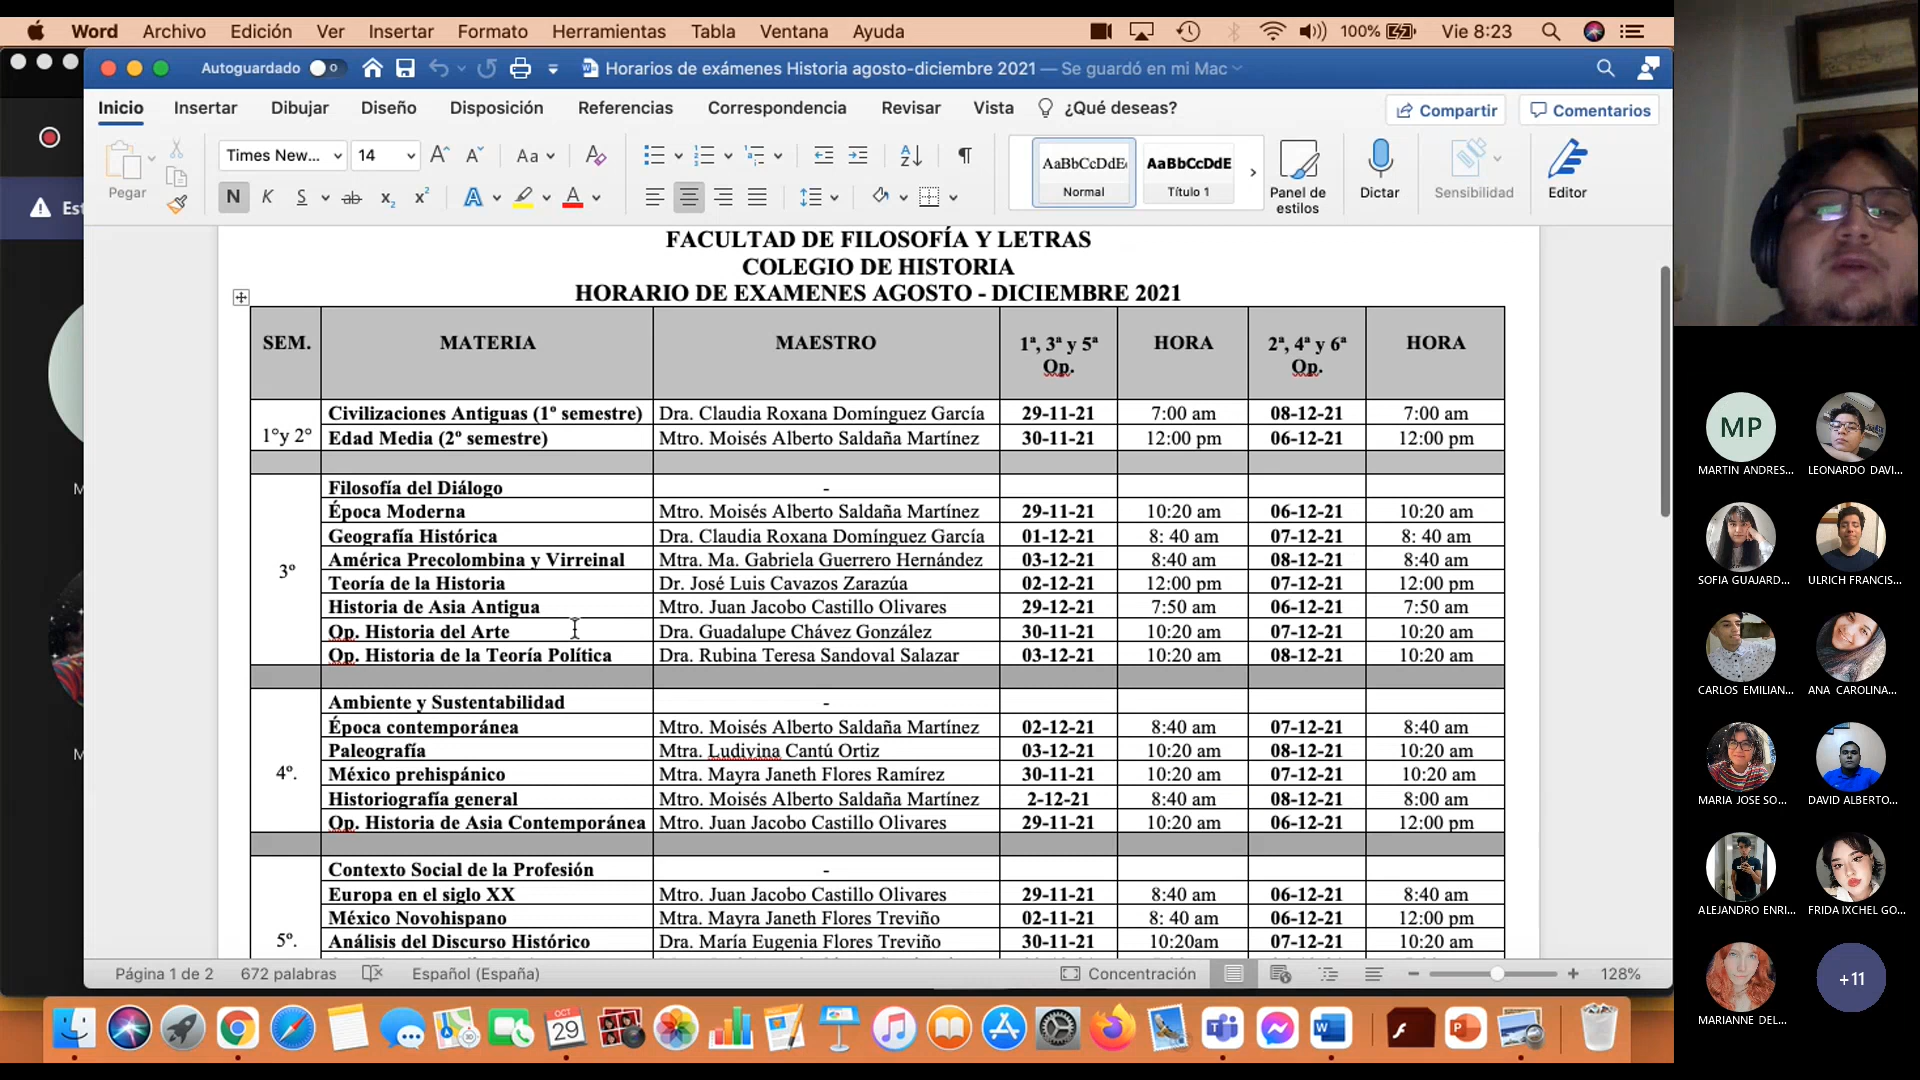 Word Archivo Edición Ver Insertar Formato Herramientas Tabla Ventana Ayuda 100% Vie 8:23
Autoguardado Horarios de exámenes Historia agosto-diciembre 2021 — Se guardó en mi Mac
Inicio Insertar Dibujar Diseño Disposición Referencias Correspondencia Revisar Vista ¿Qué deseas? Compartir Comentarios
Pegar Times New... 14 Aa AaBbCcDdE AaBbCcDdE
N K S ab x₂ x² A A Normal Título 1 Panel de estilos Dictar Sensibilidad Editor
FACULTAD DE FILOSOFÍA Y LETRAS
COLEGIO DE HISTORIA
HORARIO DE EXAMENES AGOSTO - DICIEMBRE 2021
SEM. MATERIA MAESTRO 1ª, 3ª y 5ª Op. HORA 2ª, 4ª y 6ª Op. HORA
1°y 2°
Civilizaciones Antiguas (1º semestre) Dra. Claudia Roxana Domínguez García 29-11-21 7:00 am 08-12-21 7:00 am
Edad Media (2º semestre) Mtro. Moisés Alberto Saldaña Martínez 30-11-21 12:00 pm 06-12-21 12:00 pm
3º
Filosofía del Diálogo -
Época Moderna Mtro. Moisés Alberto Saldaña Martínez 29-11-21 10:20 am 06-12-21 10:20 am
Geografía Histórica Dra. Claudia Roxana Domínguez García 01-12-21 8: 40 am 07-12-21 8: 40 am
América Precolombina y Virreinal Mtra. Ma. Gabriela Guerrero Hernández 03-12-21 8:40 am 08-12-21 8:40 am
Teoría de la Historia Dr. José Luis Cavazos Zarazúa 02-12-21 12:00 pm 07-12-21 12:00 pm
Historia de Asia Antigua Mtro. Juan Jacobo Castillo Olivares 29-12-21 7:50 am 06-12-21 7:50 am
Op. Historia del Arte Dra. Guadalupe Chávez González 30-11-21 10:20 am 07-12-21 10:20 am
Op. Historia de la Teoría Política Dra. Rubina Teresa Sandoval Salazar 03-12-21 10:20 am 08-12-21 10:20 am
4º.
Ambiente y Sustentabilidad -
Época contemporánea Mtro. Moisés Alberto Saldaña Martínez 02-12-21 8:40 am 07-12-21 8:40 am
Paleografía Mtra. Ludivina Cantú Ortiz 03-12-21 10:20 am 08-12-21 10:20 am
México prehispánico Mtra. Mayra Janeth Flores Ramírez 30-11-21 10:20 am 07-12-21 10:20 am
Historiografía general Mtro. Moisés Alberto Saldaña Martínez 2-12-21 8:40 am 08-12-21 8:00 am
Op. Historia de Asia Contemporánea Mtro. Juan Jacobo Castillo Olivares 29-11-21 10:20 am 06-12-21 12:00 pm
5º.
Contexto Social de la Profesión -
Europa en el siglo XX Mtro. Juan Jacobo Castillo Olivares 29-11-21 8:40 am 06-12-21 8:40 am
México Novohispano Mtra. Mayra Janeth Flores Treviño 02-11-21 8: 40 am 06-12-21 12:00 pm
Análisis del Discurso Histórico Dra. María Eugenia Flores Treviño 30-11-21 10:20am 07-12-21 10:20 am
Página 1 de 2 672 palabras Español (España) Concentración 128%
OCT
29
Est
M
M
MP
MARTIN ANDRES... LEONARDO DAVI...
SOFIA GUAJARD... ULRICH FRANCIS...
CARLOS EMILIAN... ANA CAROLINA...
MARIA JOSE SO... DAVID ALBERTO...
ALEJANDRO ENRI... FRIDA IXCHEL GO...
+11
MARIANNE DEL...